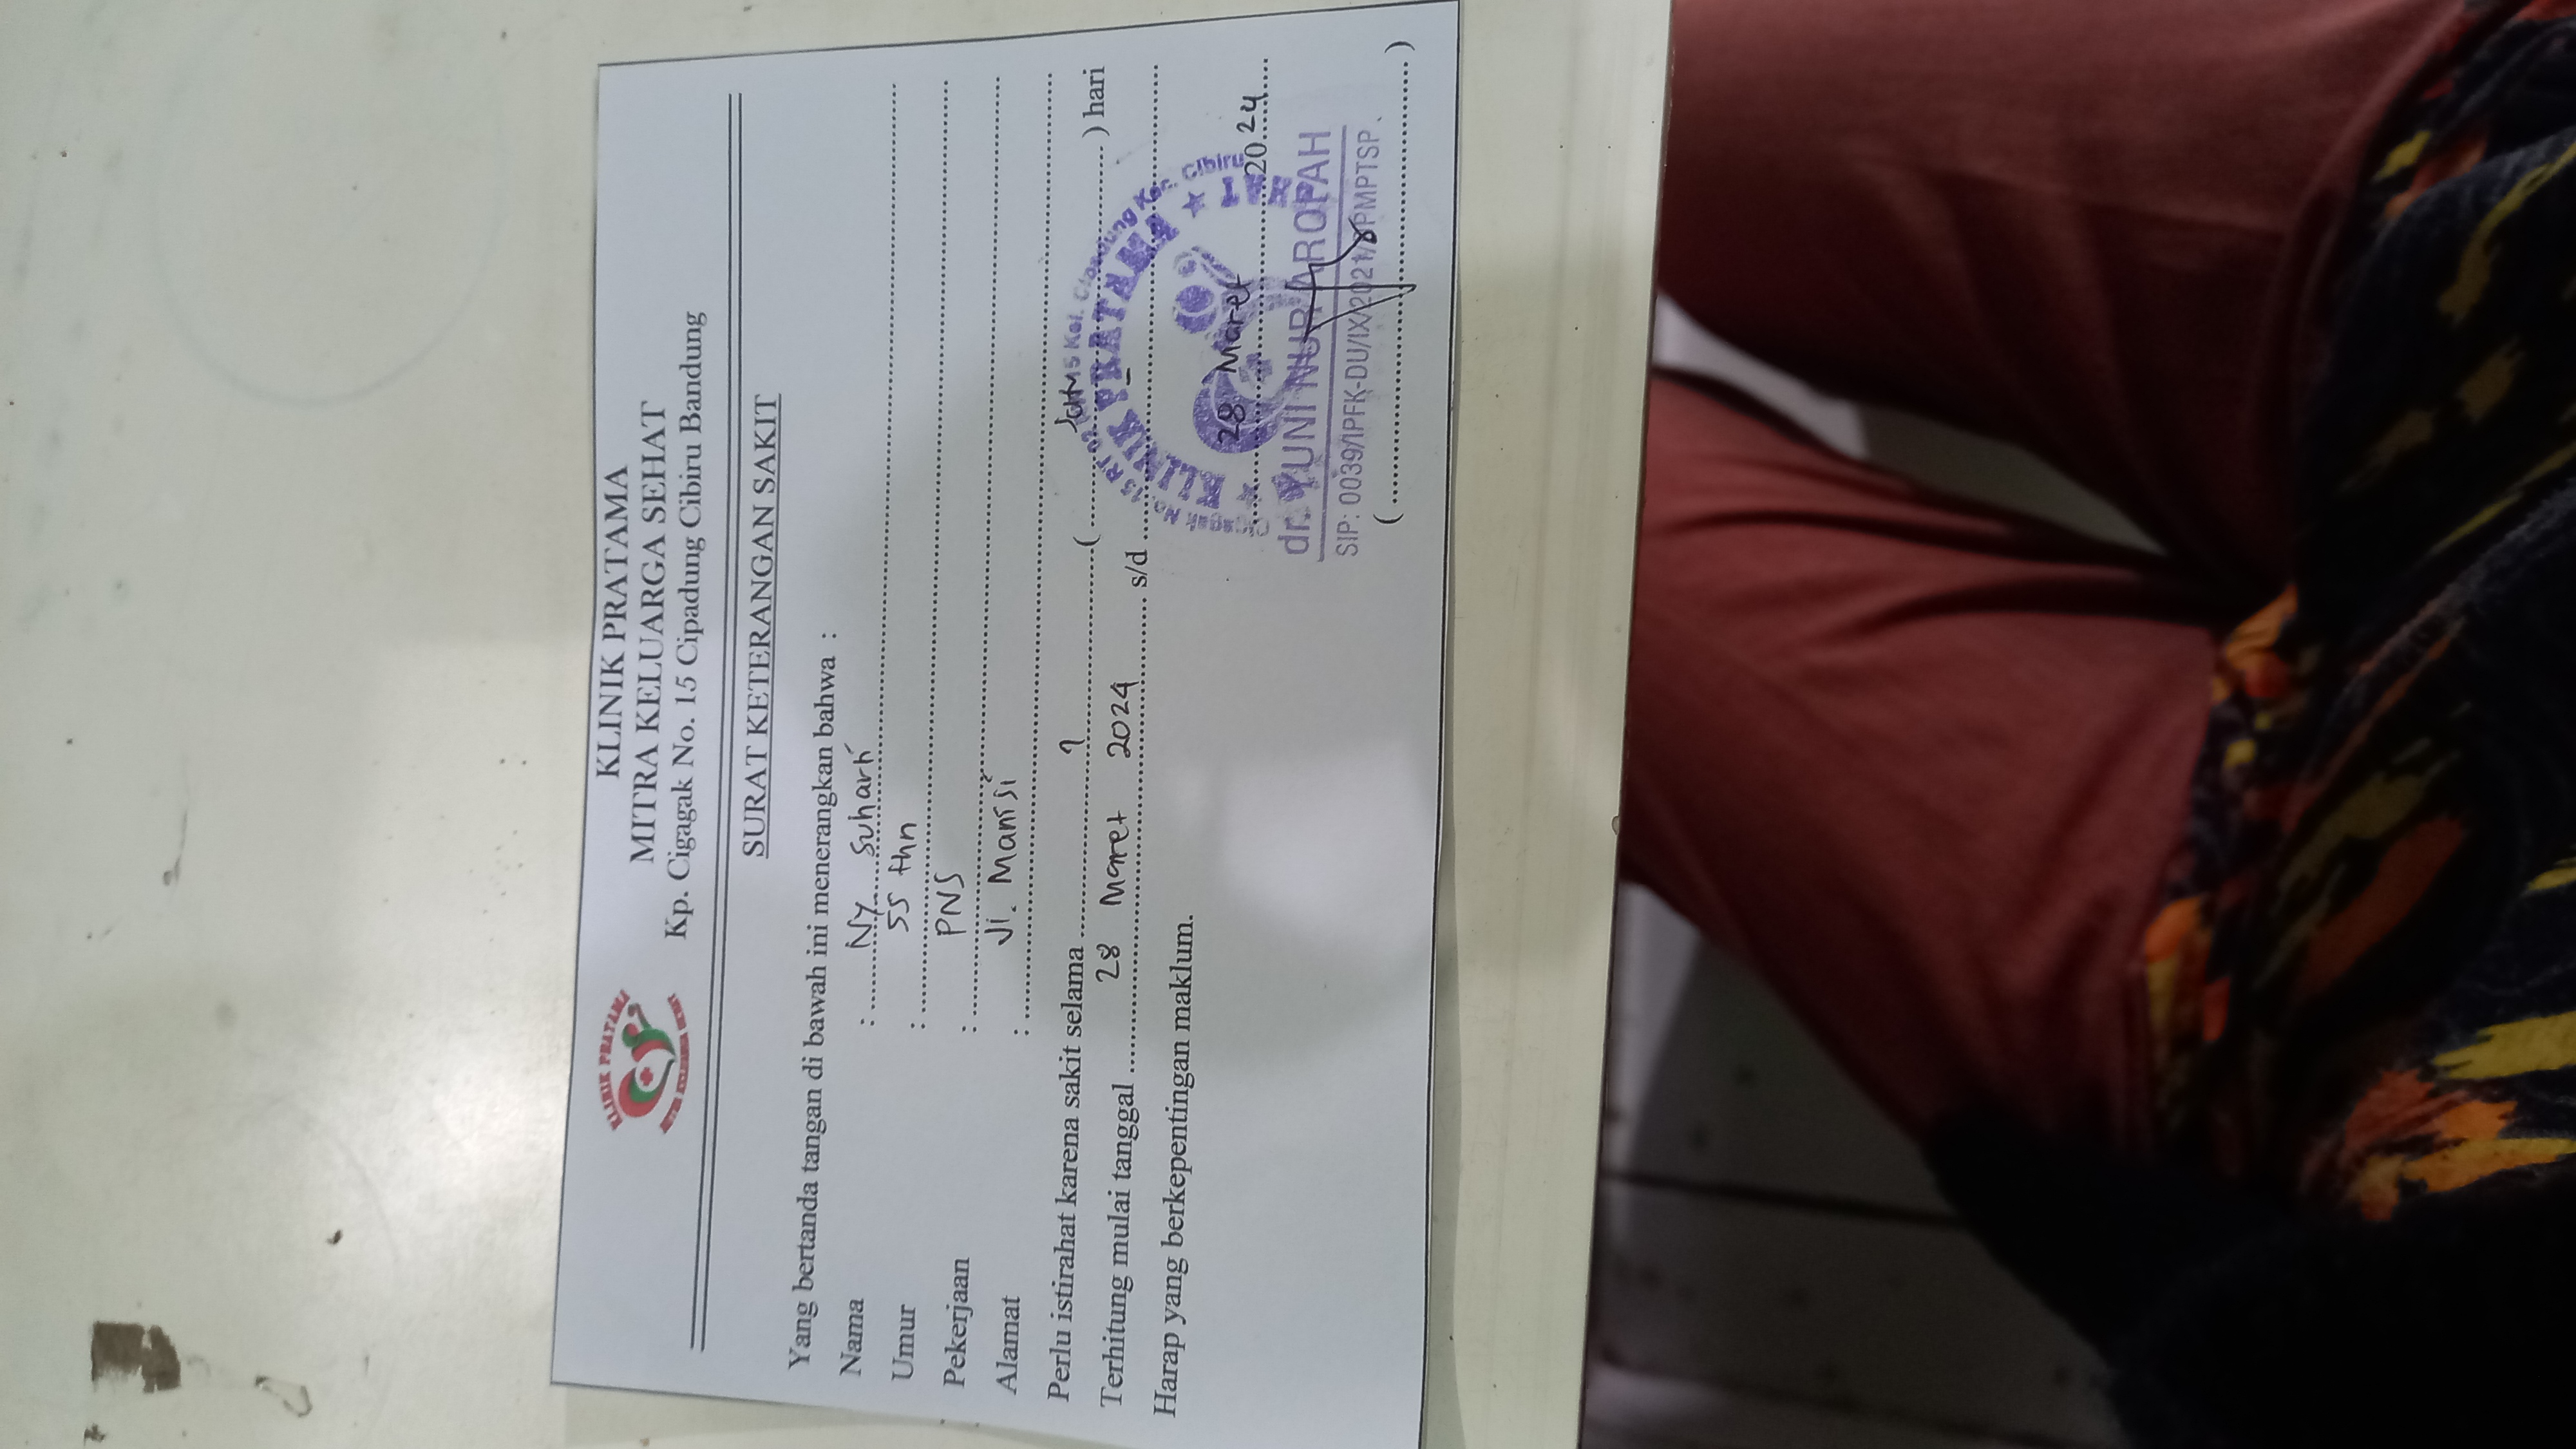 KLINIK PRATAMA
MITRA KELUARGA SEHAT
KLINIK PRATAMA
MITRA KELUARGA SEHAT
Kp. Cigagak No. 15 Cipadung Cibiru Bandung
SURAT KETERANGAN SAKIT
Yang bertanda tangan di bawah ini menerangkan bahwa :
Nama : Ny Suharti
Umur : 55 thn
Pekerjaan : PNS
Alamat : Jl. Manisi
Perlu istirahat karena sakit selama 1 ( Satu ) hari
Terhitung mulai tanggal 28 Maret 2024 s/d -
Harap yang berkepentingan maklum.
Cigagak No. 15 RT 02 15 Kel. Cipadung Kec. Cibiru
KLINIK PRATAMA
28 Maret 2024
dr. YUNI NUR AROPAH
SIP: 0039/IPFK-DU/IX/2021/DPMPTSP.
(                    )